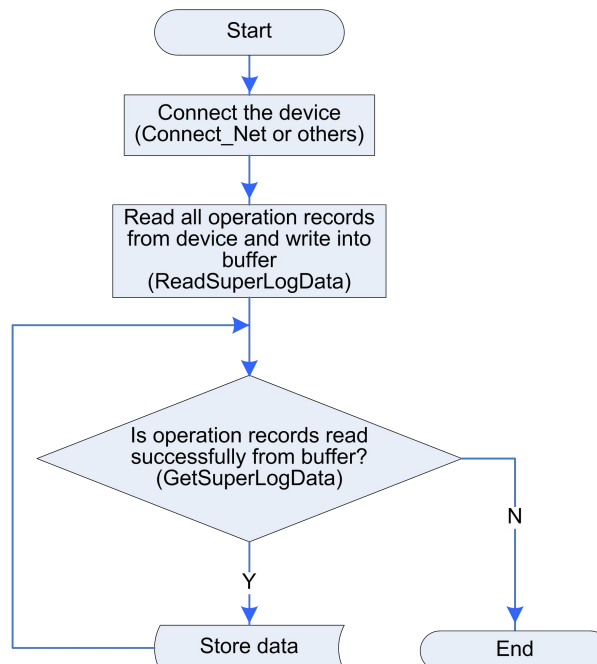 Start
Connect the device
(Connect_Net or others)
Read all operation records
from device and write into
buffer
(ReadSuperLogData)
Is operation records read
successfully from buffer?
(GetSuperLogData)
N
Y
Store data
End